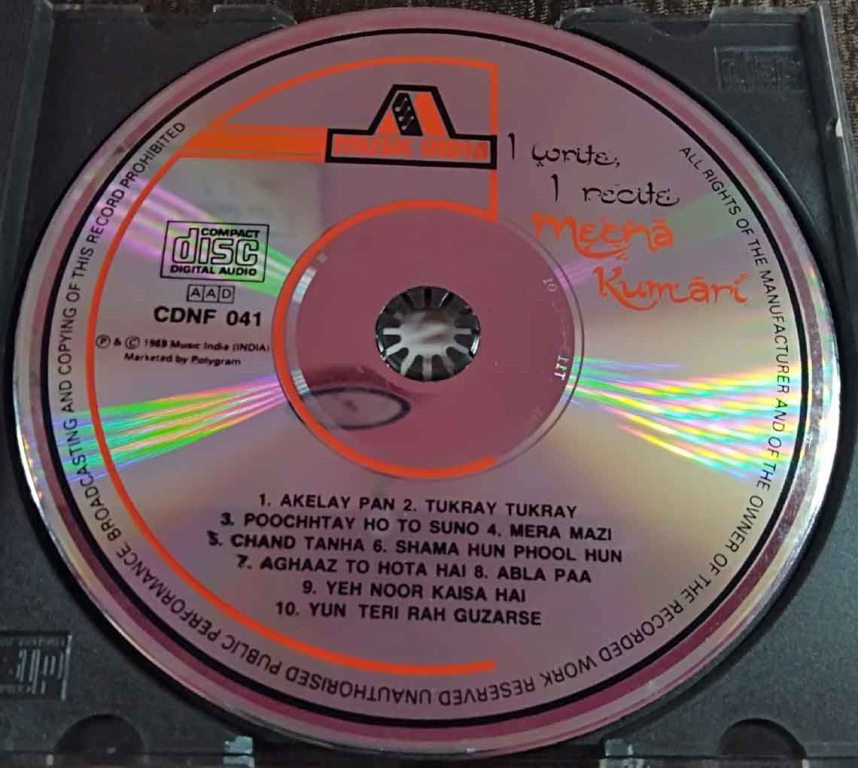 MUSIC INDIA
I write,
I recite
Meenā
Kumāri
COMPACT
disc
DIGITAL AUDIO
AAD
CDNF 041
Ⓟ & © 1989 Music India (INDIA)
Marketed by Polygram
1. AKELAY PAN 2. TUKRAY TUKRAY
3. POOCHHTAY HO TO SUNO 4. MERA MAZI
5. CHAND TANHA 6. SHAMA HUN PHOOL HUN
7. AGHAAZ TO HOTA HAI 8. ABLA PAA
9. YEH NOOR KAISA HAI
10. YUN TERI RAH GUZARSE
ALL RIGHTS OF THE MANUFACTURER AND OF THE OWNER OF THE RECORDED WORK RESERVED UNAUTHORISED PUBLIC PERFORMANCE BROADCASTING AND COPYING OF THIS RECORD PROHIBITED